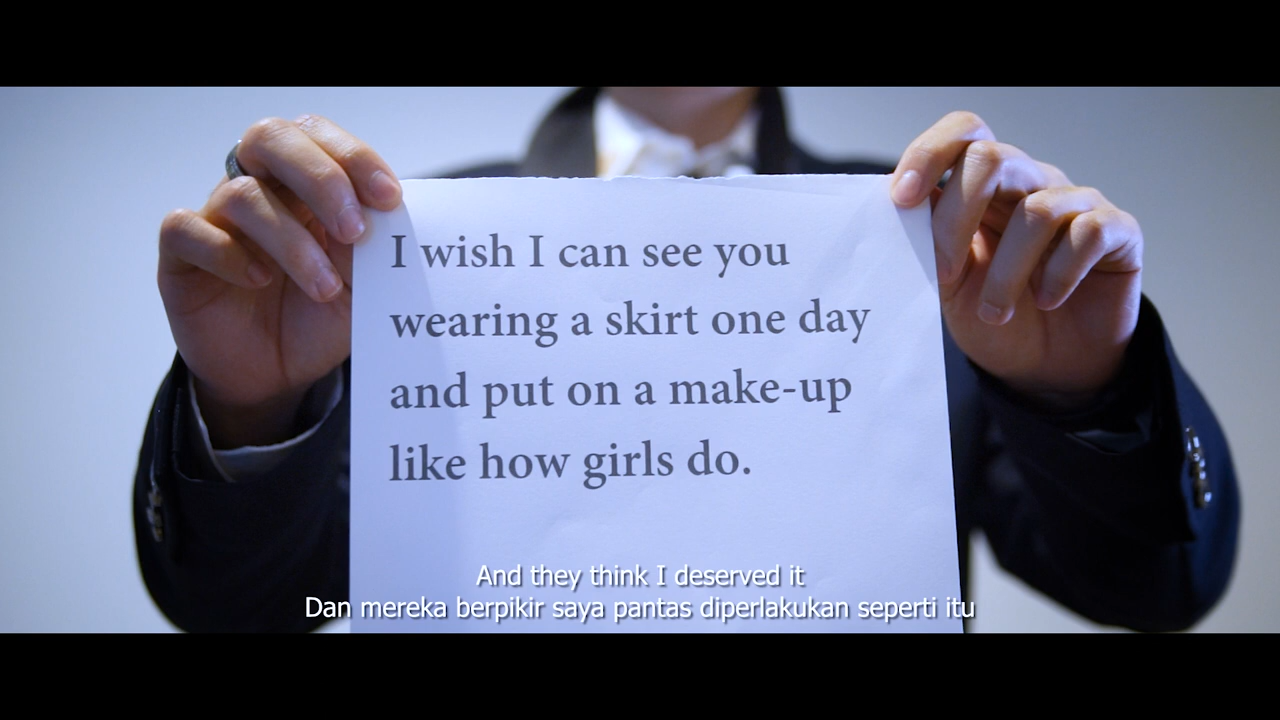 I wish I can see you
wearing a skirt one day
and put on a make-up
like how girls do.
And they think I deserved it
Dan mereka berpikir saya pantas diperlakukan seperti itu